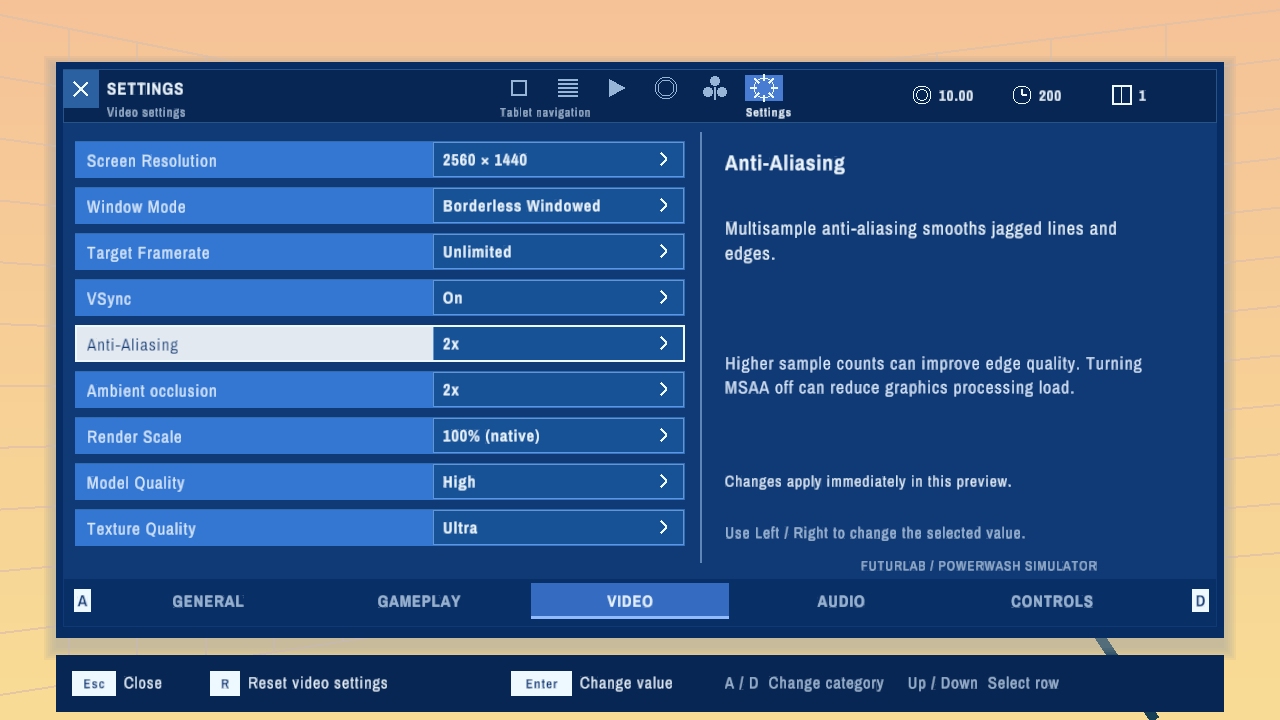 SETTINGS
Video settings
Tablet navigation
Settings
10.00
200
1
Screen Resolution
2560 × 1440
Window Mode
Borderless Windowed
Target Framerate
Unlimited
VSync
On
Anti-Aliasing
2x
Ambient occlusion
2x
Render Scale
100% (native)
Model Quality
High
Texture Quality
Ultra
Anti-Aliasing
Multisample anti-aliasing smooths jagged lines and
edges.
Higher sample counts can improve edge quality. Turning
MSAA off can reduce graphics processing load.
Changes apply immediately in this preview.
Use Left / Right to change the selected value.
FUTURLAB / POWERWASH SIMULATOR
A
GENERAL
GAMEPLAY
VIDEO
AUDIO
CONTROLS
D
Esc Close
R Reset video settings
Enter Change value
A / D Change category
Up / Down Select row